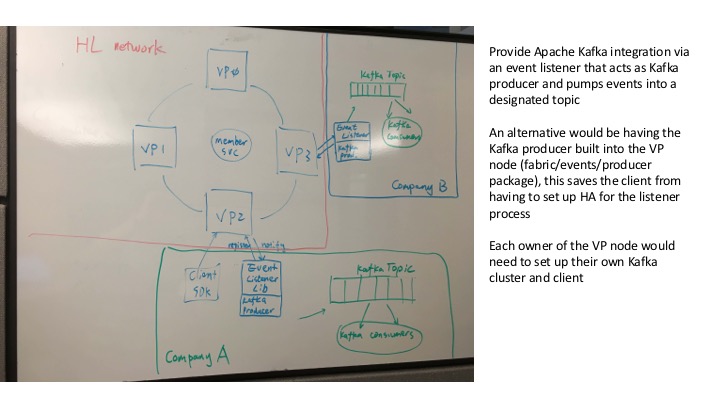 HL network
VPØ
VP1
member
svc
VP3
VP2
Kafka Topic
Event
Listener
Kafka
Prod.
Kafka
Consumers
Company B
register
notify
Client
SDK
Event
Listener
Lib
Kafka
Producer
Kafka Topic
Kafka consumers
Company A
Provide Apache Kafka integration via
an event listener that acts as Kafka
producer and pumps events into a
designated topic
An alternative would be having the
Kafka producer built into the VP
node (fabric/events/producer
package), this saves the client from
having to set up HA for the listener
process
Each owner of the VP node would
need to set up their own Kafka
cluster and client